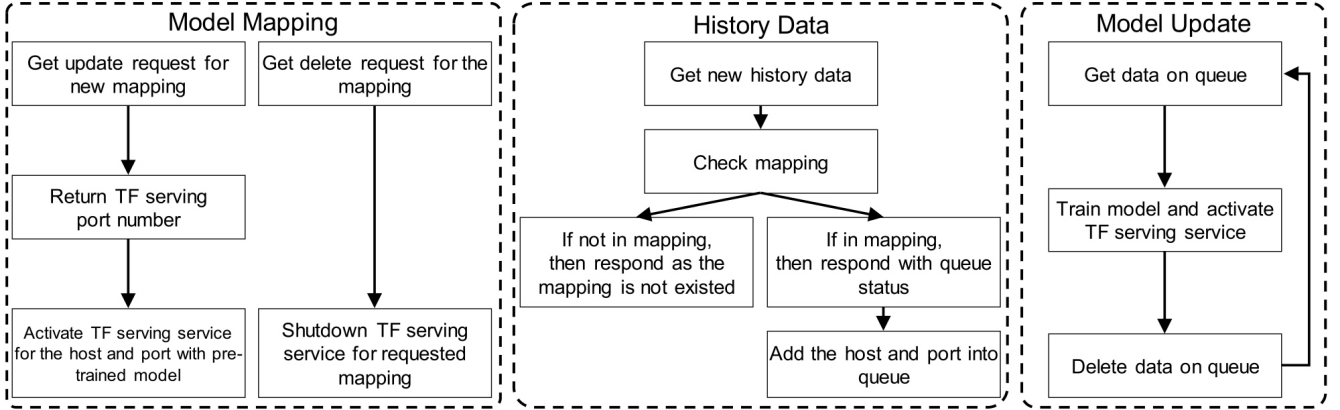 Model Mapping
Get update request for
new mapping
Return TF serving
port number
Activate TF serving service
for the host and port with pre-
trained model
Get delete request for the
mapping
Shutdown TF serving
service for requested
mapping
History Data
Get new history data
Check mapping
If not in mapping,
then respond as the
mapping is not existed
If in mapping,
then respond with queue
status
Add the host and port into
queue
Model Update
Get data on queue
Train model and activate
TF serving service
Delete data on queue